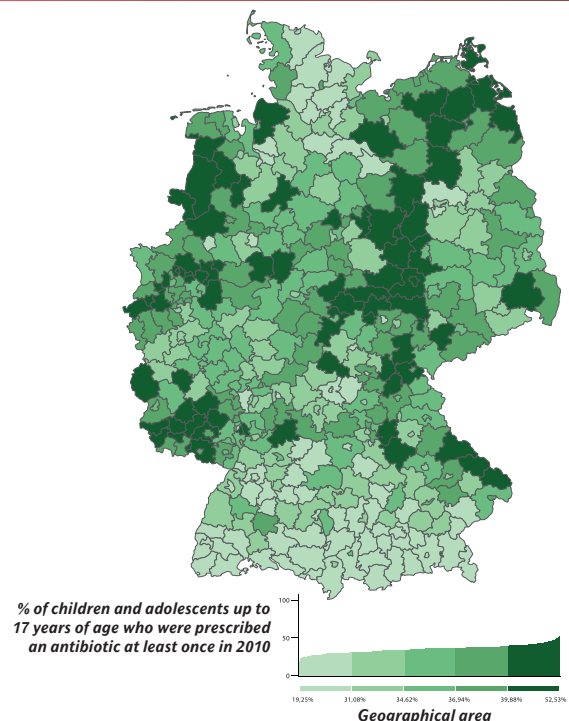 % of children and adolescents up to
17 years of age who were prescribed
an antibiotic at least once in 2010
100
50
0
19,25% 31,08% 34,62% 36,94% 39,88% 52,53%
Geographical area